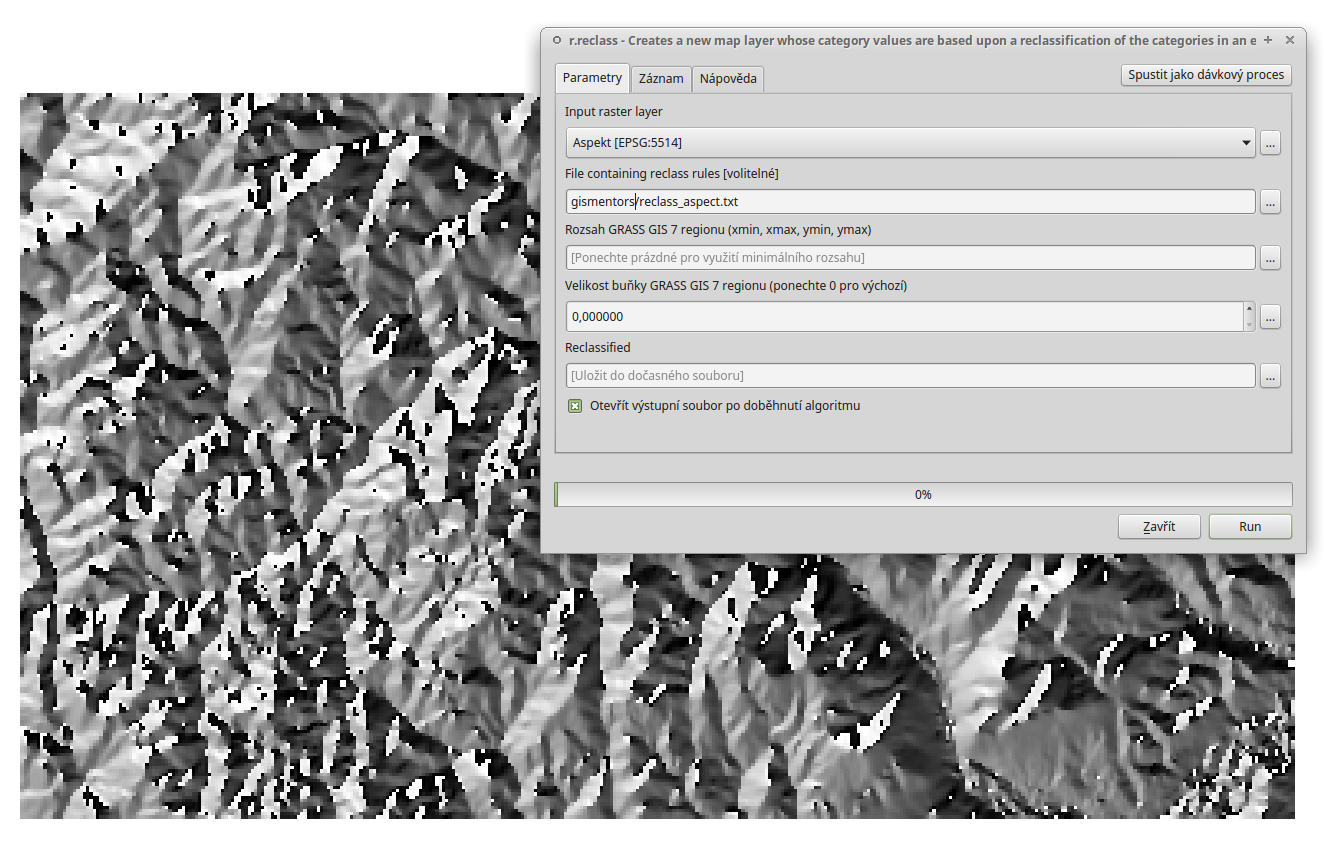 r.reclass - Creates a new map layer whose category values are based upon a reclassification of the categories in an e
Parametry
Záznam
Nápověda
Spustit jako dávkový proces
Input raster layer
Aspekt [EPSG:5514]
...
File containing reclass rules [volitelné]
gismentors/reclass_aspect.txt
...
Rozsah GRASS GIS 7 regionu (xmin, xmax, ymin, ymax)
[Ponechte prázdné pro využití minimálního rozsahu]
...
Velikost buňky GRASS GIS 7 regionu (ponechte 0 pro výchozí)
0,000000
...
Reclassified
[Uložit do dočasného souboru]
...
Otevřít výstupní soubor po doběhnutí algoritmu
0%
Zavřít
Run